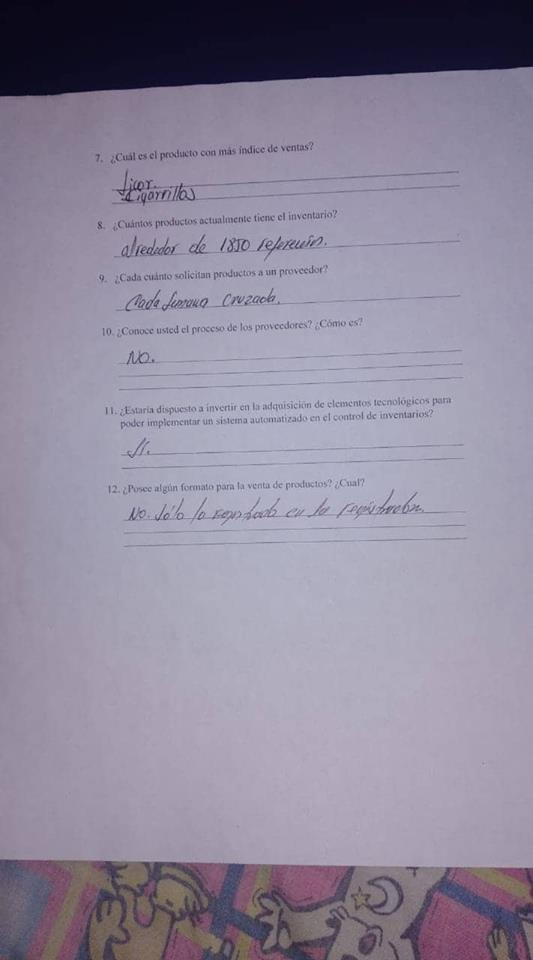 7. ¿Cuál es el producto con más índice de ventas?
Licor.
Cigarrillos
8. ¿Cuántos productos actualmente tiene el inventario?
alrededor de 1850 referencias.
9. ¿Cada cuánto solicitan productos a un proveedor?
Cada semana cruzada.
10. ¿Conoce usted el proceso de los proveedores? ¿Cómo es?
No.
11. ¿Estaría dispuesto a invertir en la adquisición de elementos tecnológicos para
poder implementar un sistema automatizado en el control de inventarios?
Si.
12. ¿Posee algún formato para la venta de productos? ¿Cual?
No. Sólo lo registrado en la registradora.